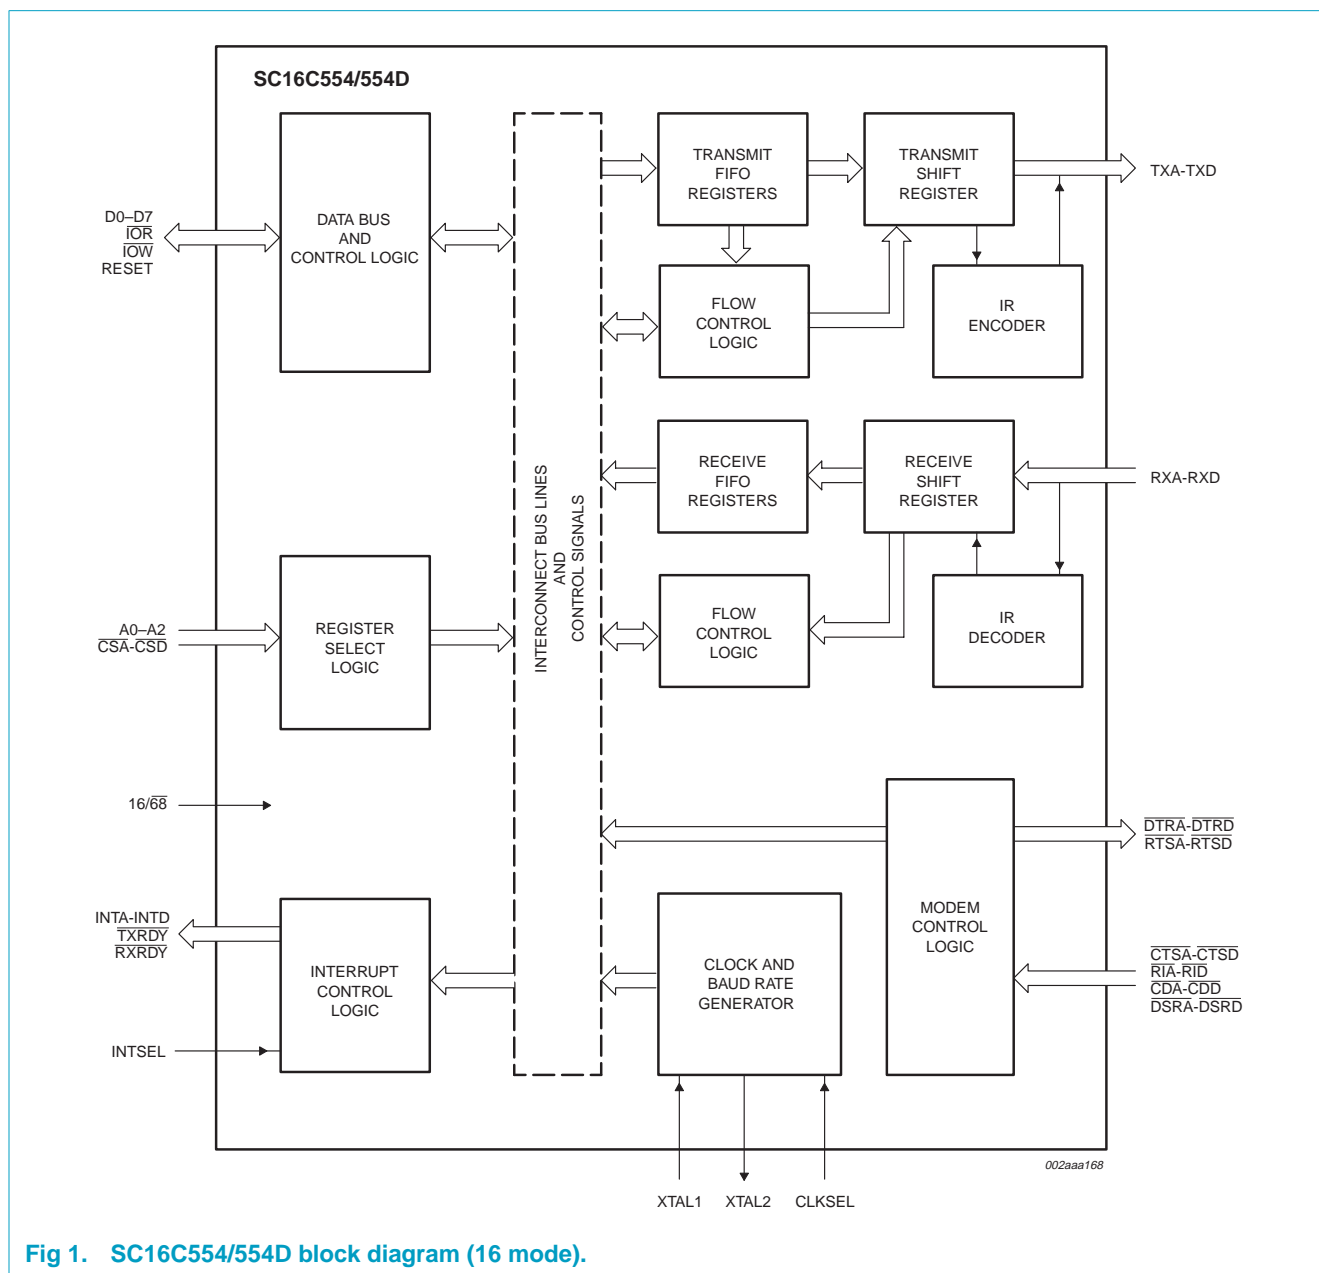 SC16C554/554D
D0–D7
IOR
IOW
RESET
DATA BUS
AND
CONTROL LOGIC
TRANSMIT
FIFO
REGISTERS
TRANSMIT
SHIFT
REGISTER
TXA-TXD
FLOW
CONTROL
LOGIC
IR
ENCODER
INTERCONNECT BUS LINES
AND
CONTROL SIGNALS
RECEIVE
FIFO
REGISTERS
RECEIVE
SHIFT
REGISTER
RXA-RXD
A0–A2
CSA-CSD
REGISTER
SELECT
LOGIC
FLOW
CONTROL
LOGIC
IR
DECODER
16/68
DTRA-DTRD
RTSA-RTSD
MODEM
CONTROL
LOGIC
INTA-INTD
TXRDY
RXRDY
INTERRUPT
CONTROL
LOGIC
CLOCK AND
BAUD RATE
GENERATOR
CTSA-CTSD
RIA-RID
CDA-CDD
DSRA-DSRD
INTSEL
002aaa168
XTAL1 XTAL2 CLKSEL
Fig 1. SC16C554/554D block diagram (16 mode).